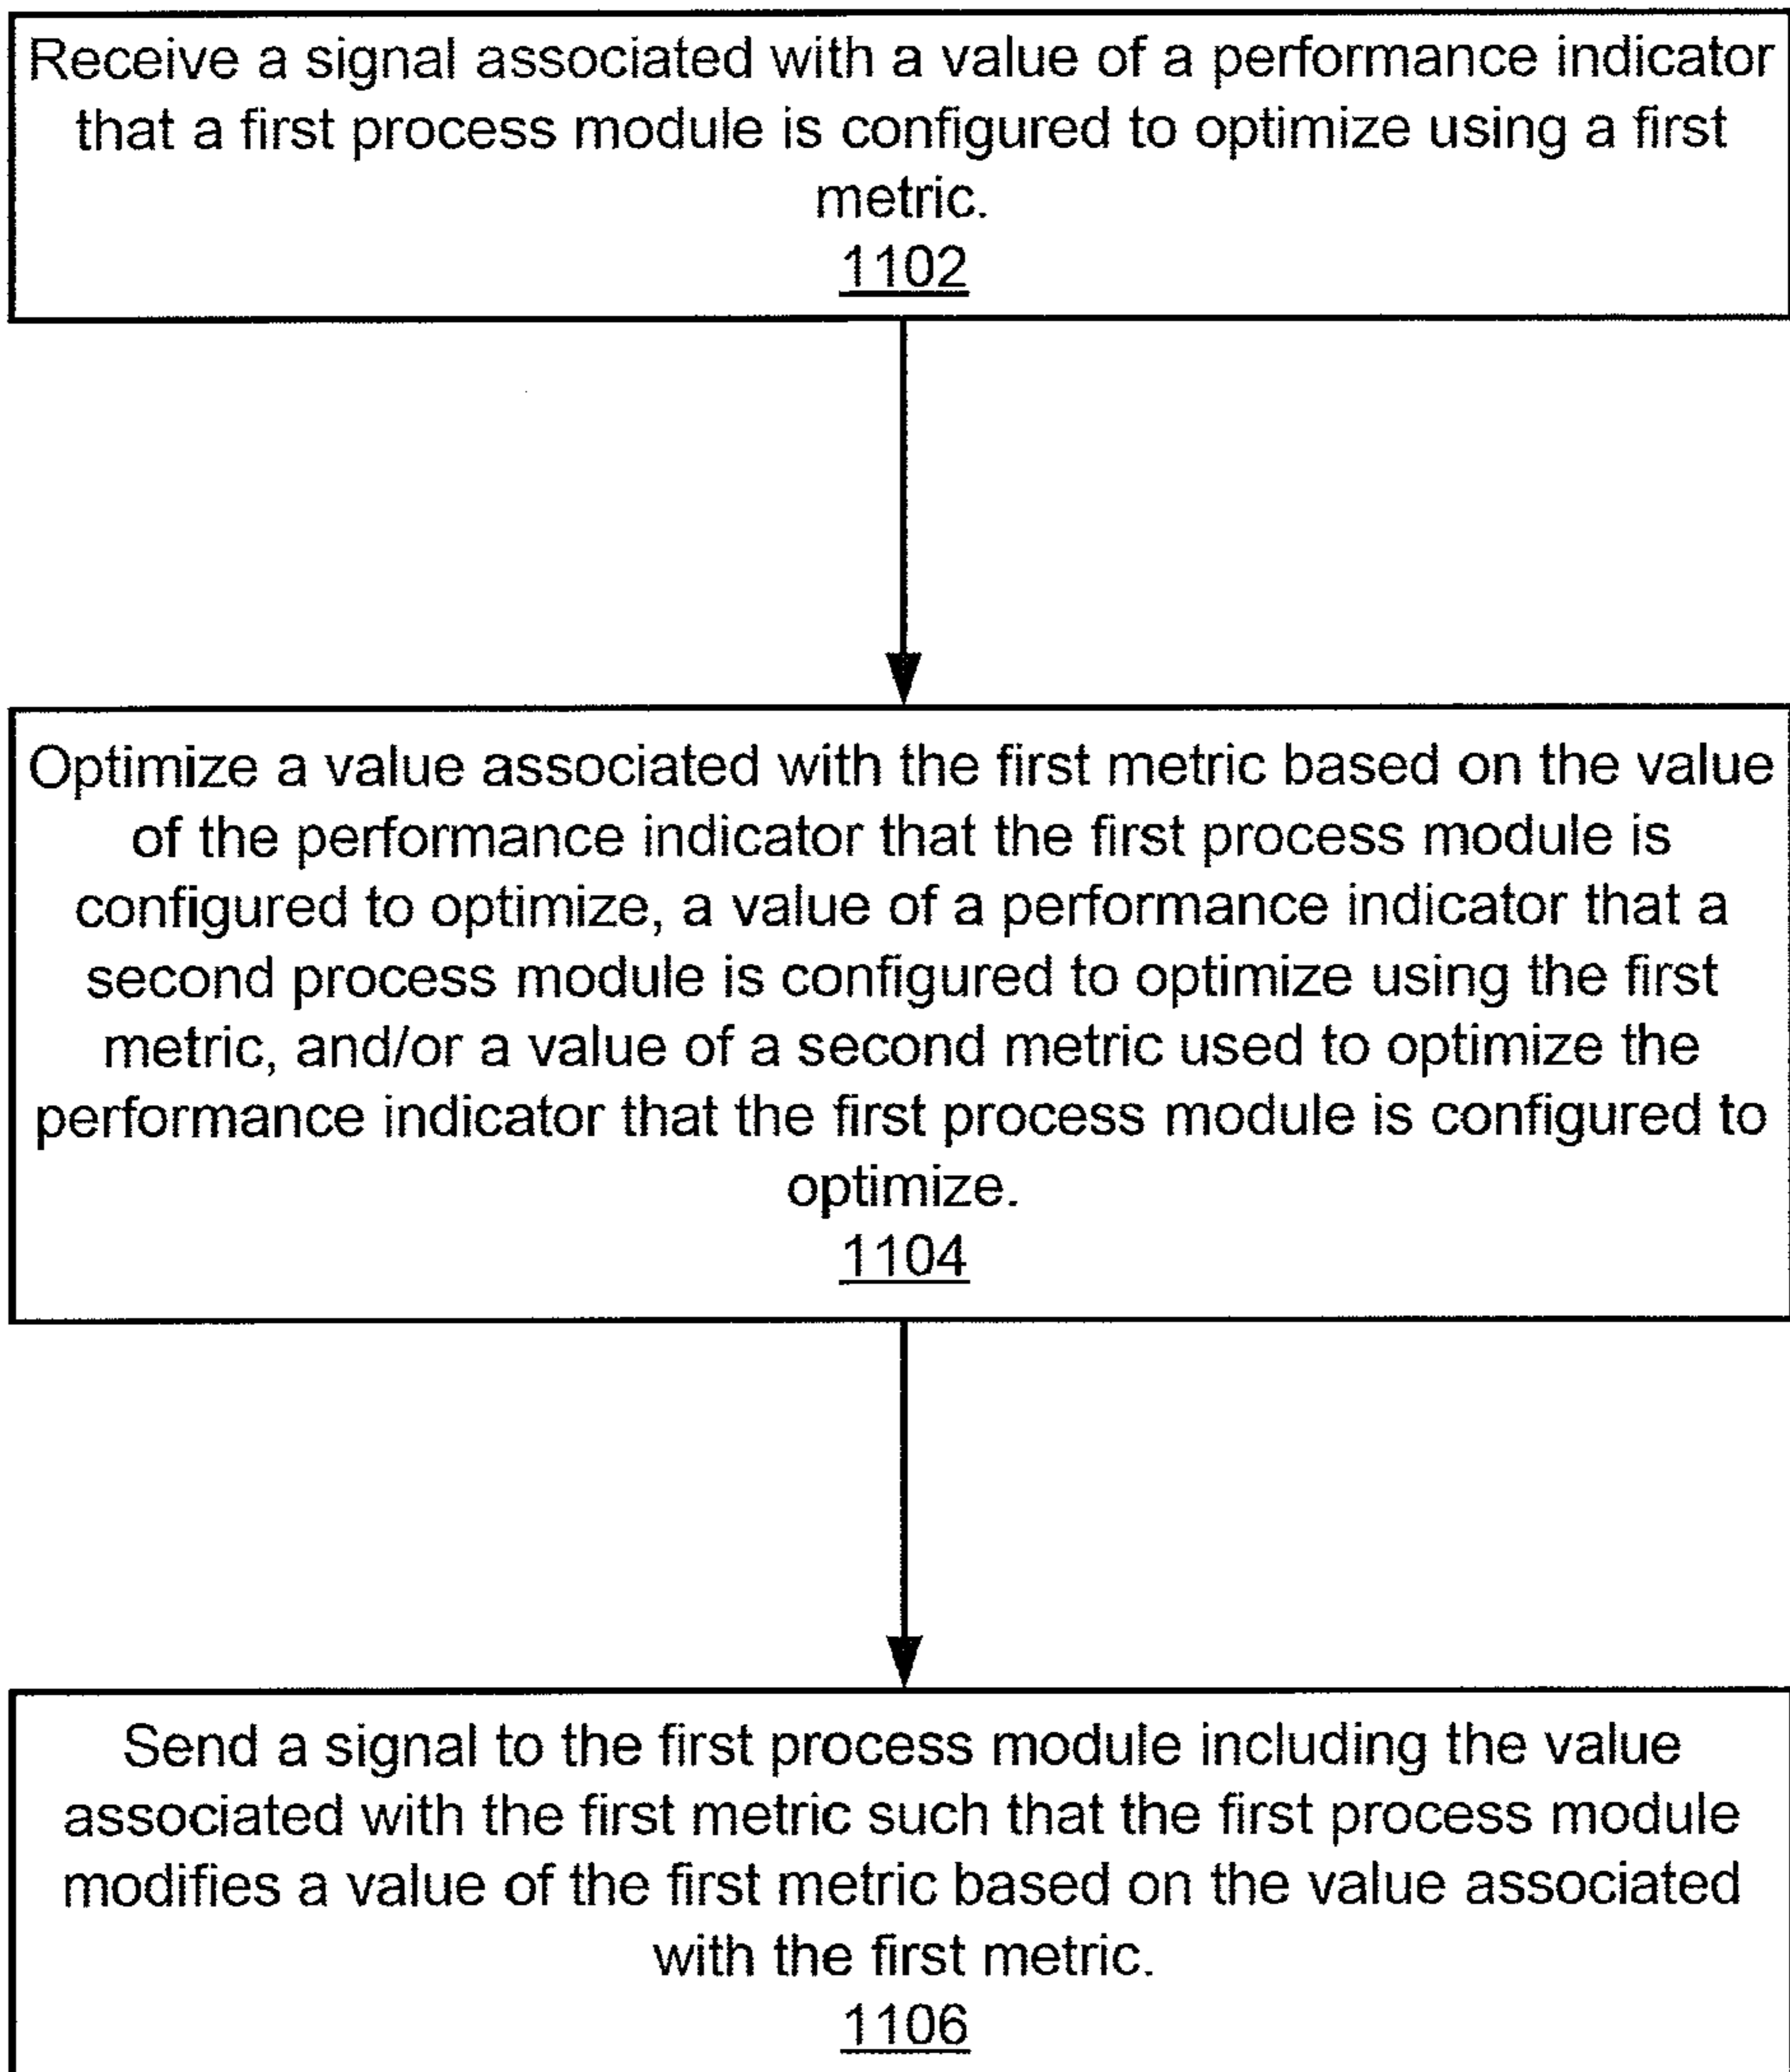 Receive a signal associated with a value of a performance indicator
that a first process module is configured to optimize using a first
metric.
1102
Optimize a value associated with the first metric based on the value
of the performance indicator that the first process module is
configured to optimize, a value of a performance indicator that a
second process module is configured to optimize using the first
metric, and/or a value of a second metric used to optimize the
performance indicator that the first process module is configured to
optimize.
1104
Send a signal to the first process module including the value
associated with the first metric such that the first process module
modifies a value of the first metric based on the value associated
with the first metric.
1106